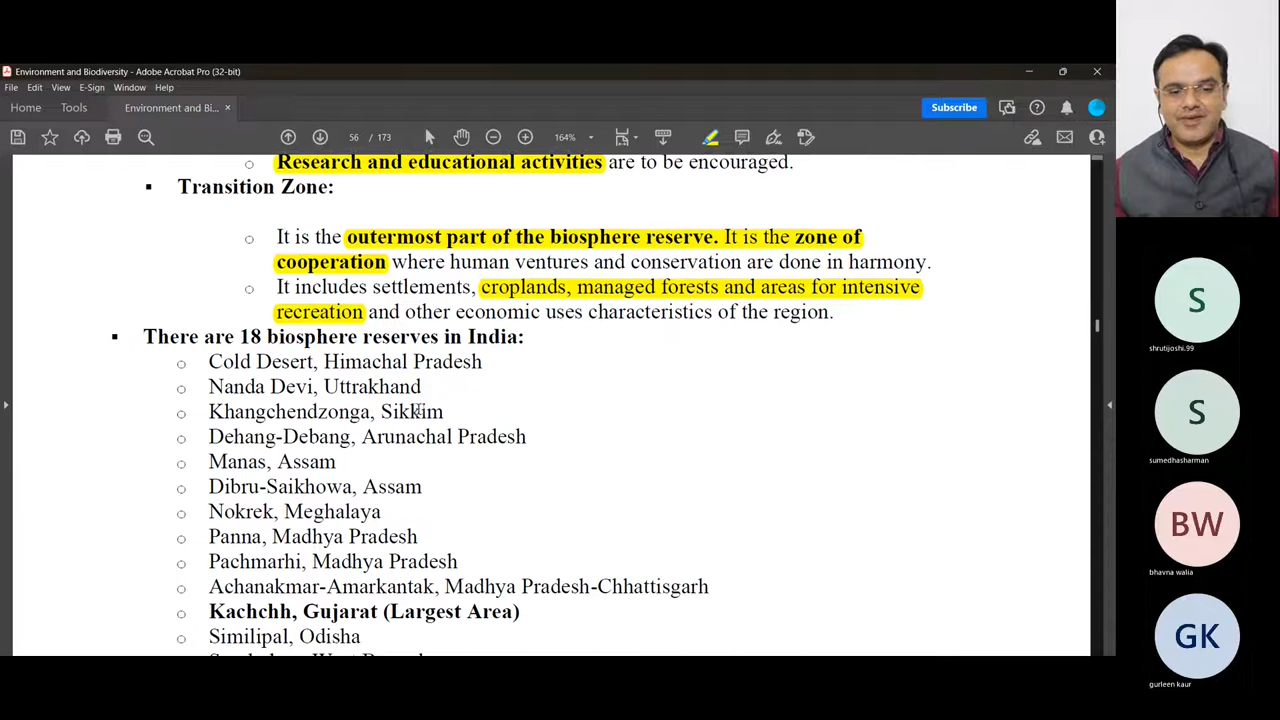 Environment and Biodiversity - Adobe Acrobat Pro (32-bit)
File Edit View E-Sign Window Help
Home Tools Environment and Bi... × Subscribe
56 / 173 164%
○ Research and educational activities are to be encouraged.
▪ Transition Zone:
○ It is the outermost part of the biosphere reserve. It is the zone of
cooperation where human ventures and conservation are done in harmony.
○ It includes settlements, croplands, managed forests and areas for intensive
recreation and other economic uses characteristics of the region.
▪ There are 18 biosphere reserves in India:
○ Cold Desert, Himachal Pradesh
○ Nanda Devi, Uttrakhand
○ Khangchendzonga, Sikkim
○ Dehang-Debang, Arunachal Pradesh
○ Manas, Assam
○ Dibru-Saikhowa, Assam
○ Nokrek, Meghalaya
○ Panna, Madhya Pradesh
○ Pachmarhi, Madhya Pradesh
○ Achanakmar-Amarkantak, Madhya Pradesh-Chhattisgarh
○ Kachchh, Gujarat (Largest Area)
○ Similipal, Odisha
S
shrutijoshi.99
S
sumedhasharman
BW
bhavna walia
GK
gurleen kaur